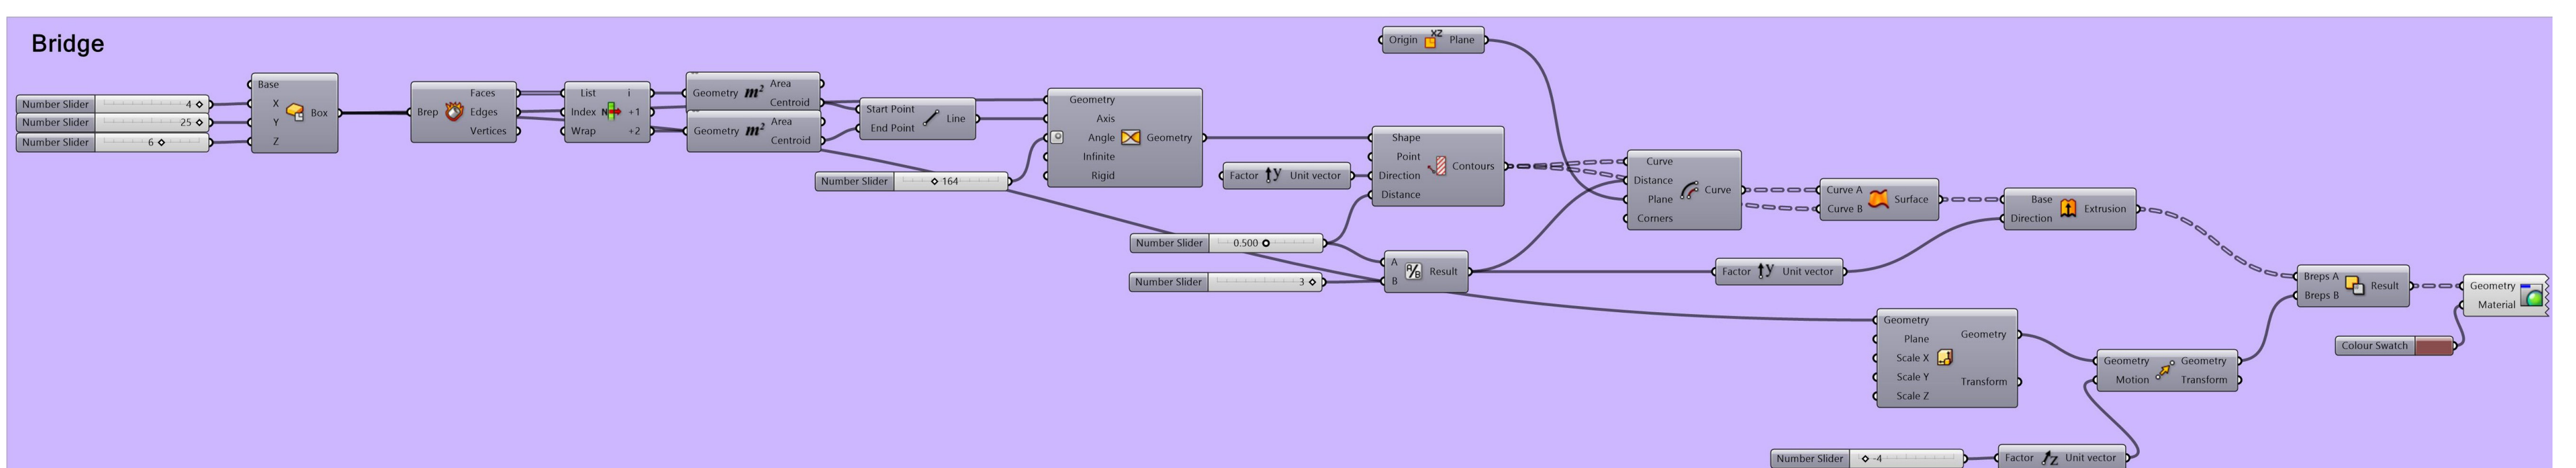 Bridge
Number Slider 4
Number Slider 25
Number Slider 6
Base
X
Y
Z
Box
Brep
Faces
Edges
Vertices
List
Index
Wrap
N
i
+1
+2
Geometry m² Area
Centroid
Geometry m² Area
Centroid
Start Point
End Point
Line
Number Slider 164
Geometry
Axis
Angle
Infinite
Rigid
Geometry
Factor y Unit vector
Number Slider 0.500
Number Slider 3
Origin XZ Plane
Shape
Point
Direction
Distance
Contours
A
B
A/B
Result
Curve
Distance
Plane
Corners
Curve
Factor y Unit vector
Curve A
Curve B
Surface
Base
Direction
Extrusion
Geometry
Plane
Scale X
Scale Y
Scale Z
Geometry
Transform
Number Slider -4
Factor Z Unit vector
Geometry
Motion
Geometry
Transform
Breps A
Breps B
Result
Colour Swatch
Geometry
Material